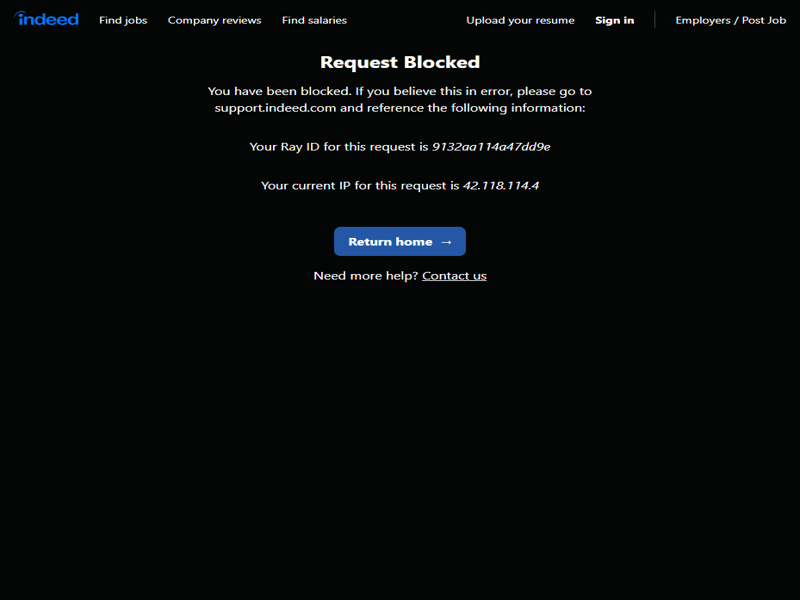 indeed Find jobs Company reviews Find salaries Upload your resume Sign in Employers / Post Job
Request Blocked
You have been blocked. If you believe this in error, please go to
support.indeed.com and reference the following information:
Your Ray ID for this request is 9132aa114a47dd9e
Your current IP for this request is 42.118.114.4
Return home →
Need more help? Contact us